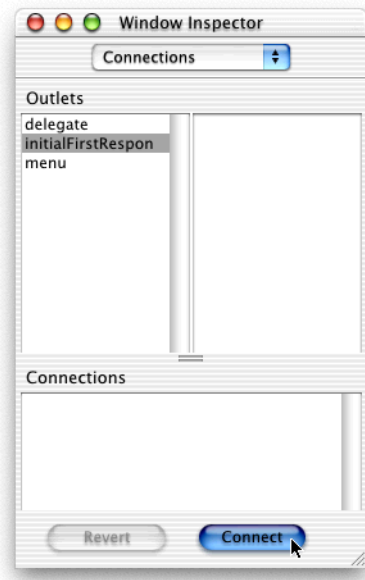 Window Inspector
Connections
Outlets
delegate
initialFirstRespon
menu
Connections
Revert
Connect